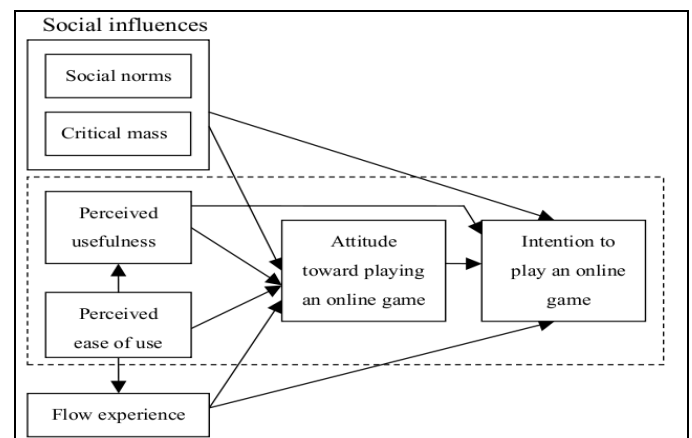 Social influences
Social norms
Critical mass
Perceived
usefulness
Perceived
ease of use
Flow experience
Attitude
toward playing
an online game
Intention to
play an online
game